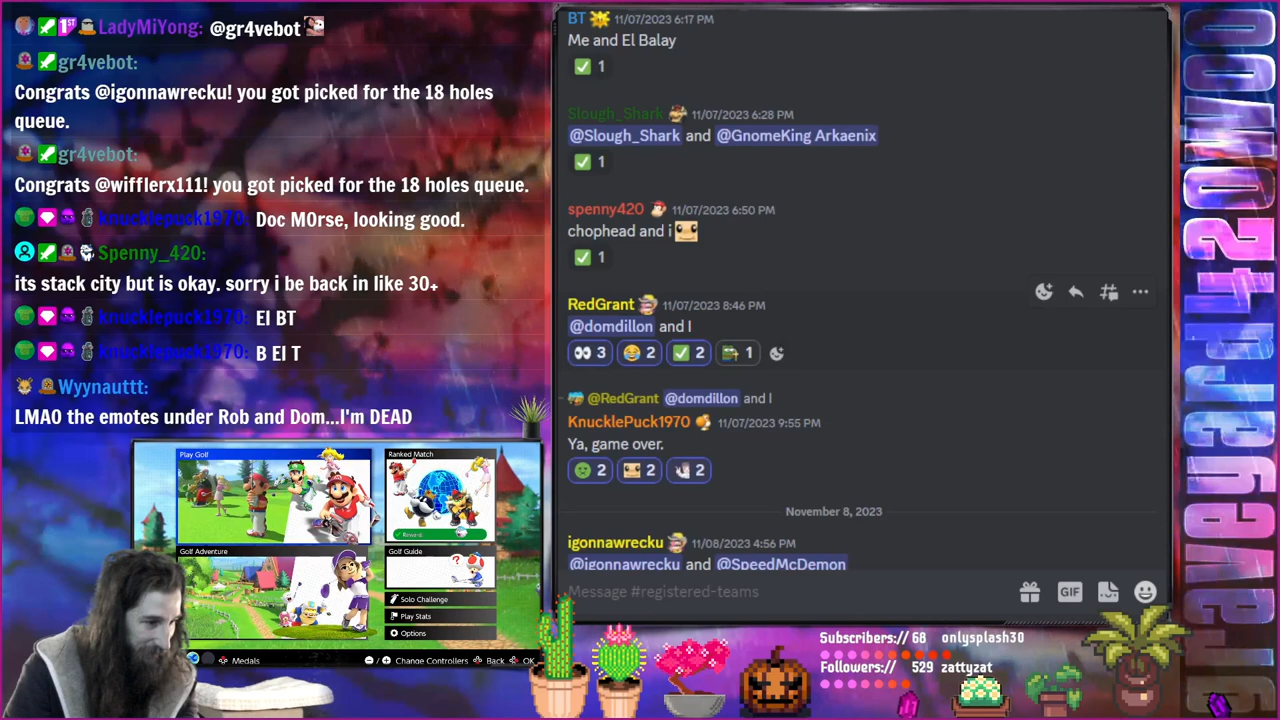 LadyMiYong: @gr4vebot
gr4vebot:
Congrats @igonnawrecku! you got picked for the 18 holes
queue.
gr4vebot:
Congrats @wifflerx111! you got picked for the 18 holes queue.
knucklepuck1970: Doc M0rse, looking good.
Spenny_420:
its stack city but is okay. sorry i be back in like 30+
knucklepuck1970: El BT
knucklepuck1970: B El T
Wyynauttt:
LMAO the emotes under Rob and Dom...I'm DEAD
Play Golf
Ranked Match
Golf Adventure
Golf Guide
Solo Challenge
Play Stats
Options
Medals
Change Controllers
Back
OK
BT 11/07/2023 6:17 PM
Me and El Balay
1
Slough_Shark 11/07/2023 6:28 PM
@Slough_Shark and @GnomeKing Arkaenix
1
spenny420 11/07/2023 6:50 PM
chophead and i
1
RedGrant 11/07/2023 8:46 PM
@domdillon and I
3 2 2 1
@RedGrant @domdillon and I
KnucklePuck1970 11/07/2023 9:55 PM
Ya, game over.
2 2 2
November 8, 2023
igonnawrecku 11/08/2023 4:56 PM
@igonnawrecku and @SpeedMcDemon
Message #registered-teams
GIF
Subscribers:// 68 onlysplash30
Followers:// 529 zattyzat